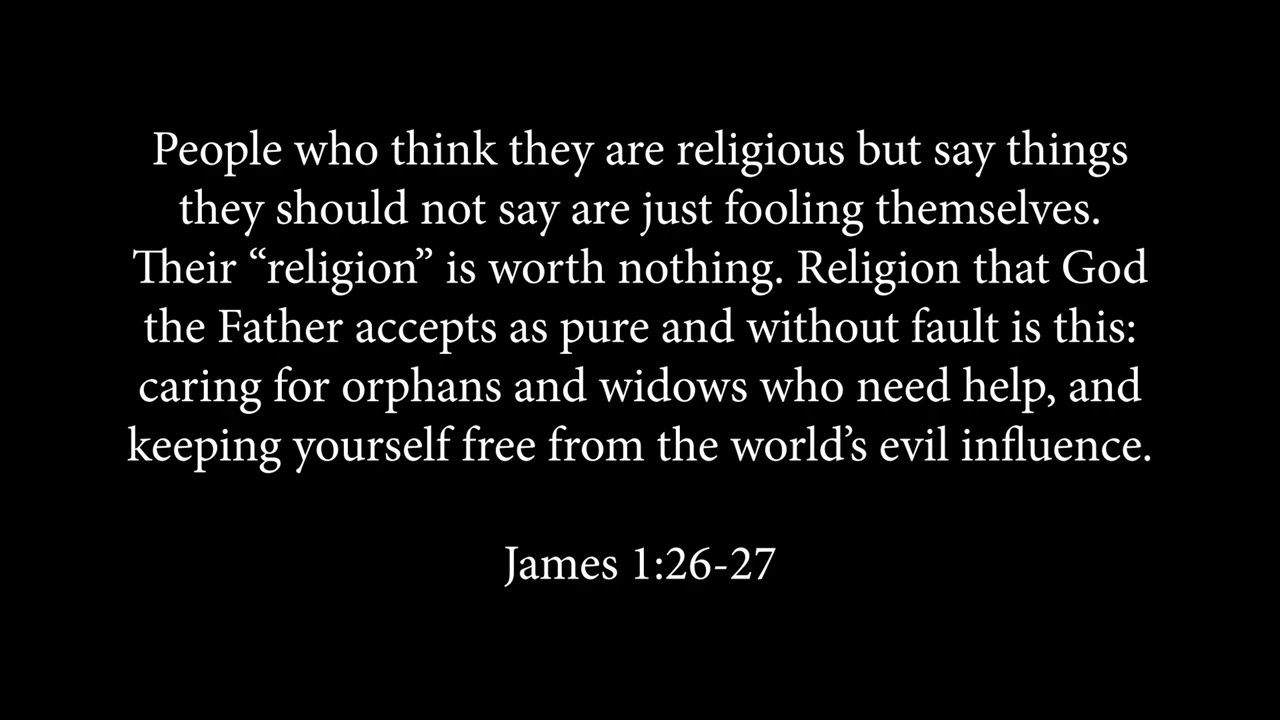 People who think they are religious but say things
they should not say are just fooling themselves.
Their “religion” is worth nothing. Religion that God
the Father accepts as pure and without fault is this:
caring for orphans and widows who need help, and
keeping yourself free from the world’s evil influence.
James 1:26-27